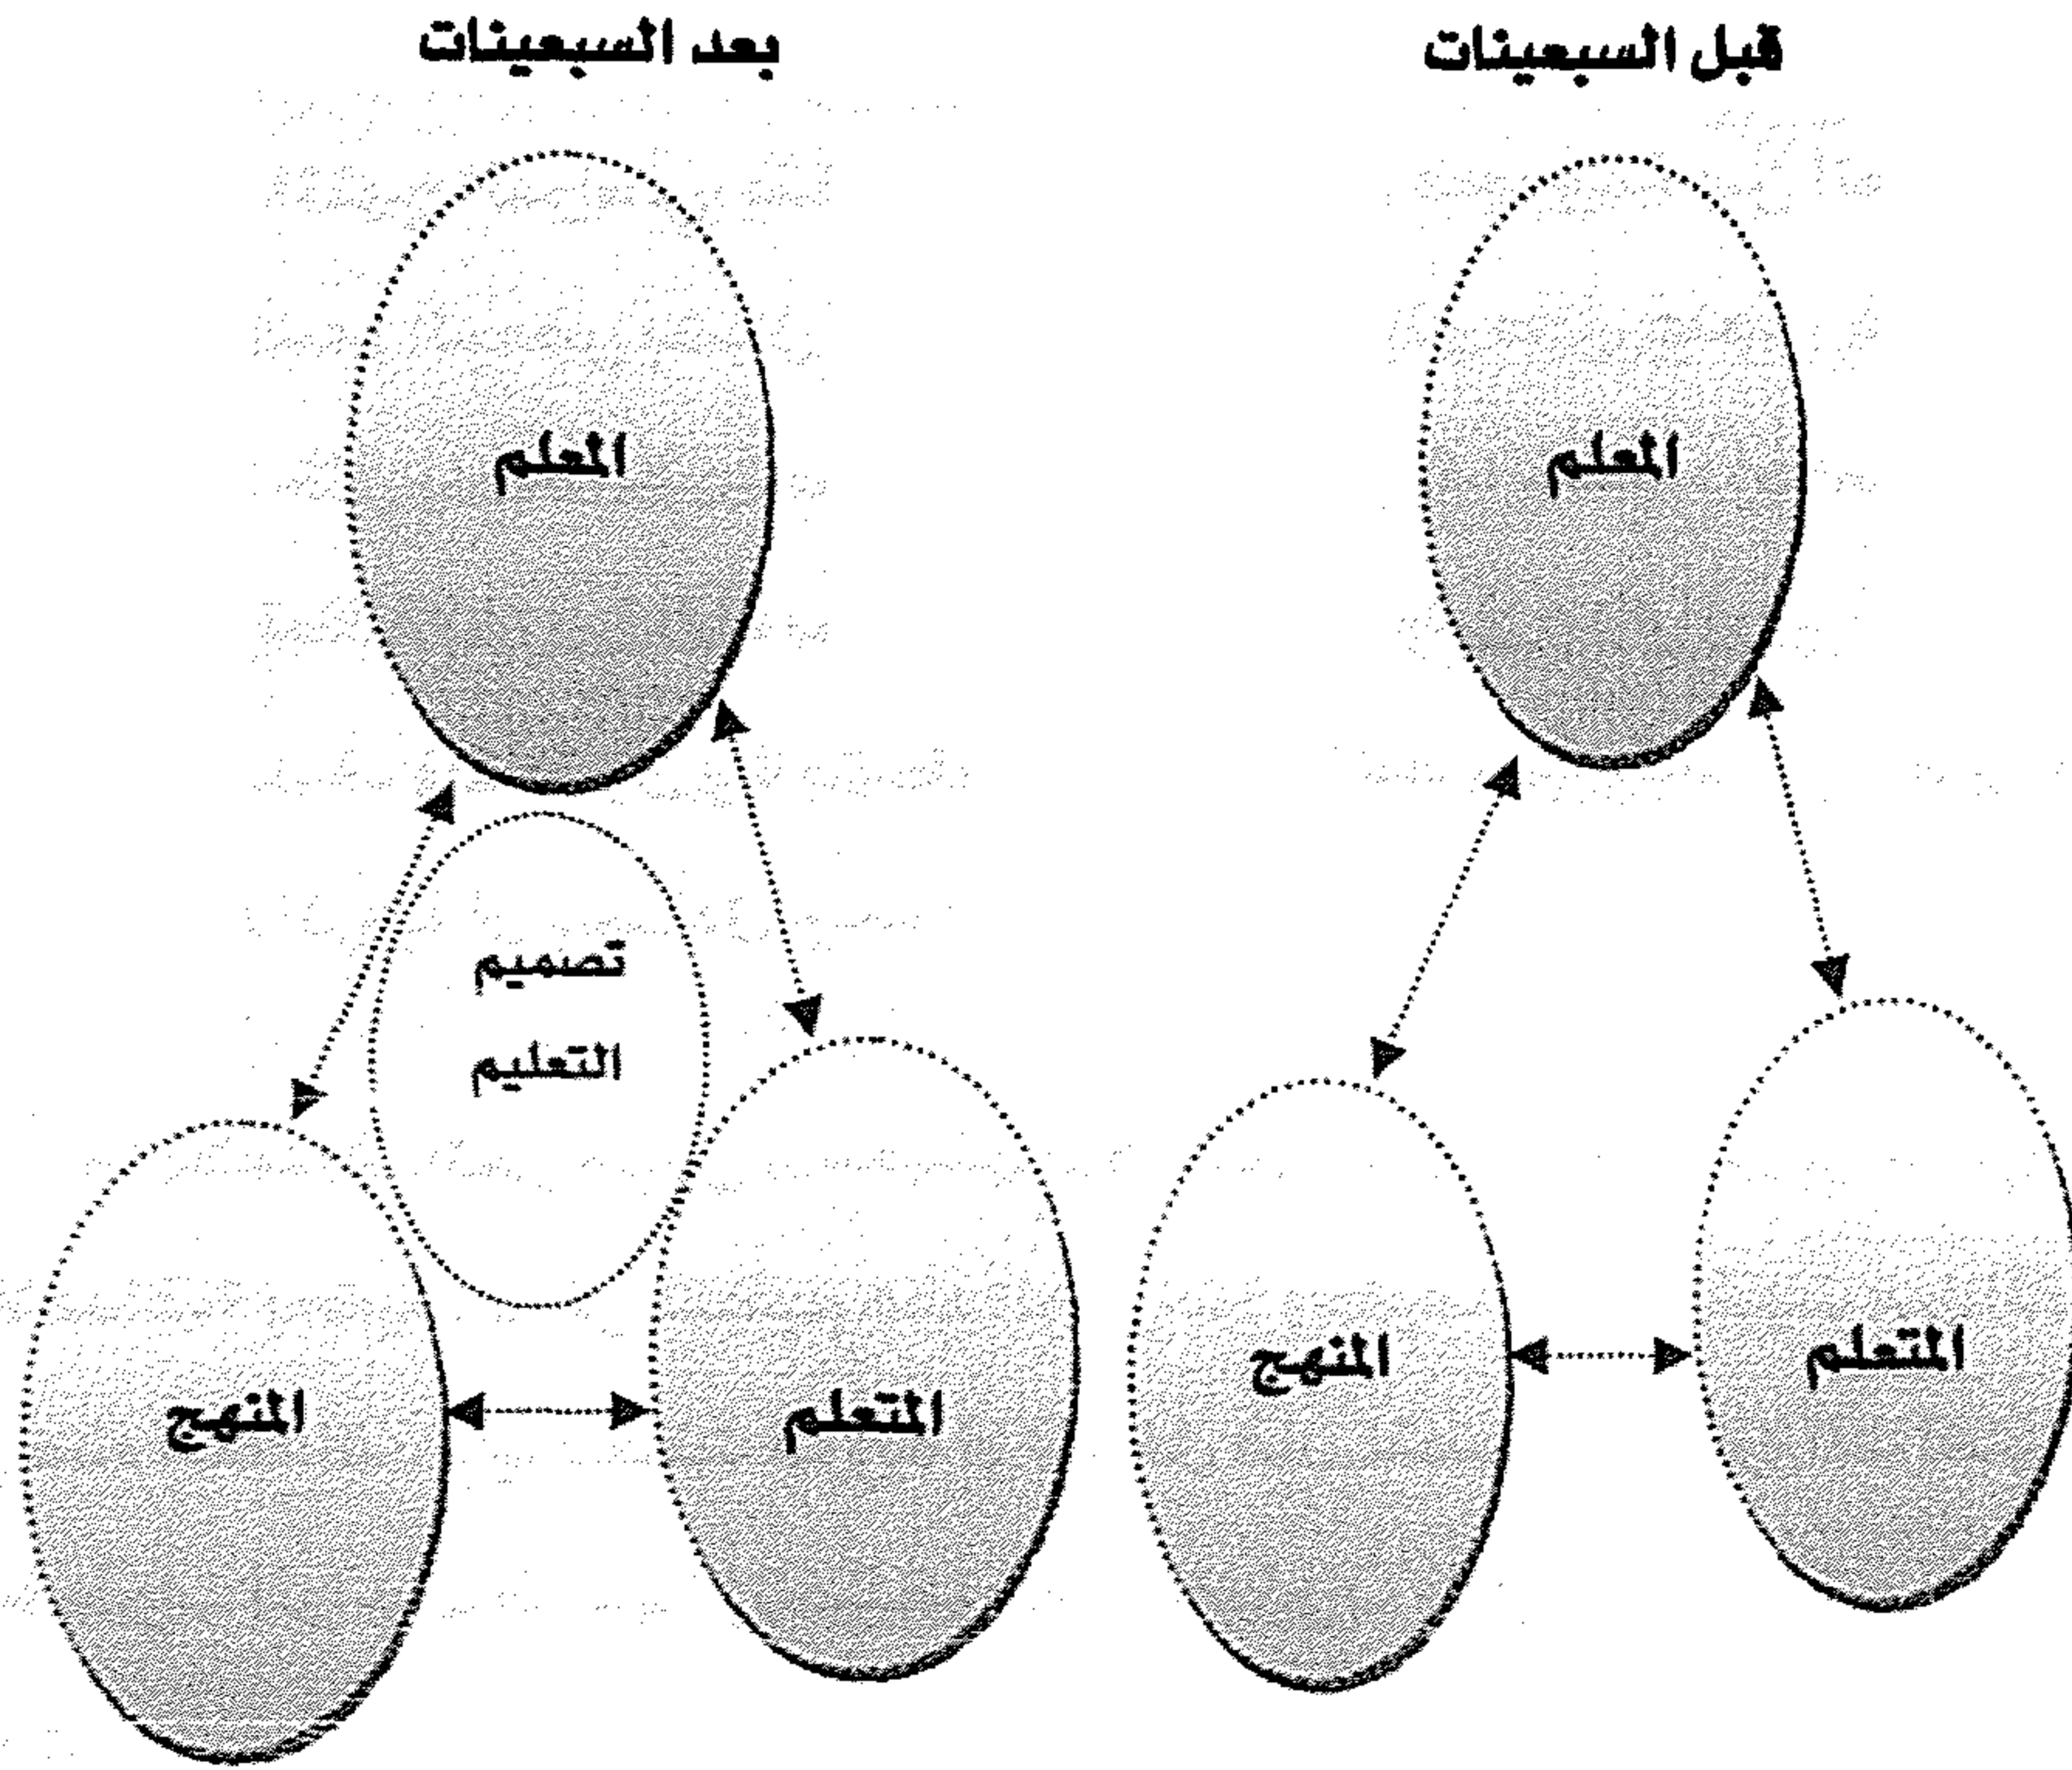 قبل السبعينات
المعلم
المتعلم
المنهج
بعد السبعينات
المعلم
تصميم
التعليم
المتعلم
المنهج